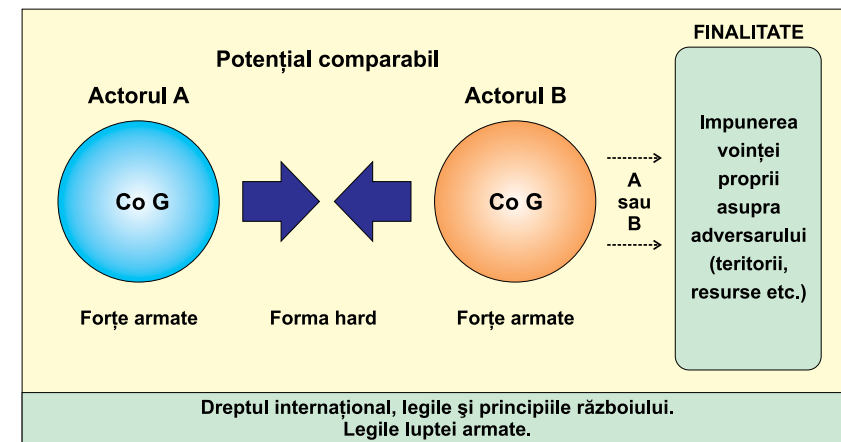 FINALITATE
Potențial comparabil
Actorul A
Actorul B
Co G
Co G
A
sau
B
Impunerea
voinței
proprii
asupra
adversarului
(teritorii,
resurse etc.)
Forțe armate
Forma hard
Forțe armate
Dreptul internațional, legile şi principiile războiului.
Legile luptei armate.